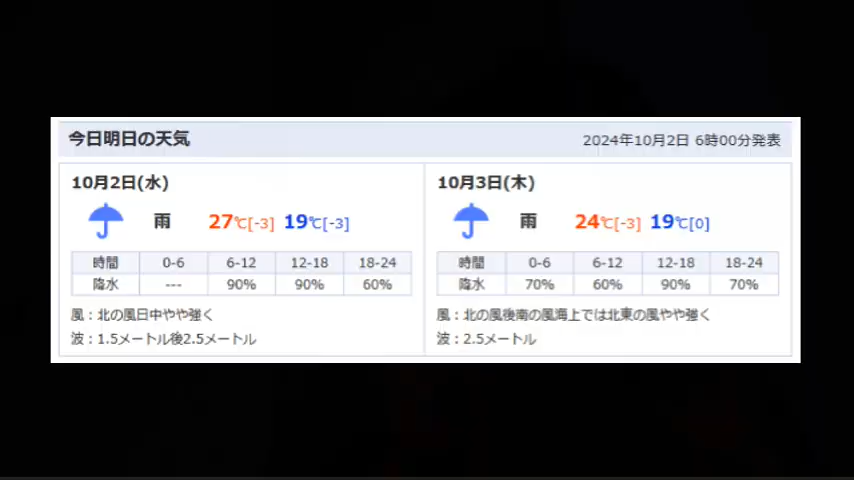 今日明日の天気 2024年10月2日 6時00分発表
10月2日(水)
雨 27℃[-3] 19℃[-3]
時間 0-6 6-12 12-18 18-24
降水 --- 90% 90% 60%
風：北の風日中やや強く
波：1.5メートル後2.5メートル
10月3日(木)
雨 24℃[-3] 19℃[0]
時間 0-6 6-12 12-18 18-24
降水 70% 60% 90% 70%
風：北の風後南の風海上では北東の風やや強く
波：2.5メートル